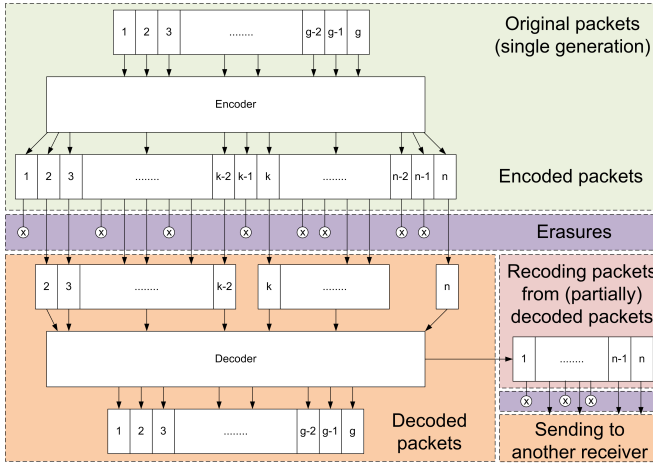 1 2 3 ........ g-2 g-1 g
Original packets
(single generation)
Encoder
1 2 3 ........ k-2 k-1 k ........ n-2 n-1 n
Encoded packets
x x x x x x x x
Erasures
2 3 ........ k-2 k ........ n
Recoding packets
from (partially)
decoded packets
Decoder
1 ........ n-1 n
x x x
1 2 3 ........ g-2 g-1 g
Decoded
packets
Sending to
another receiver